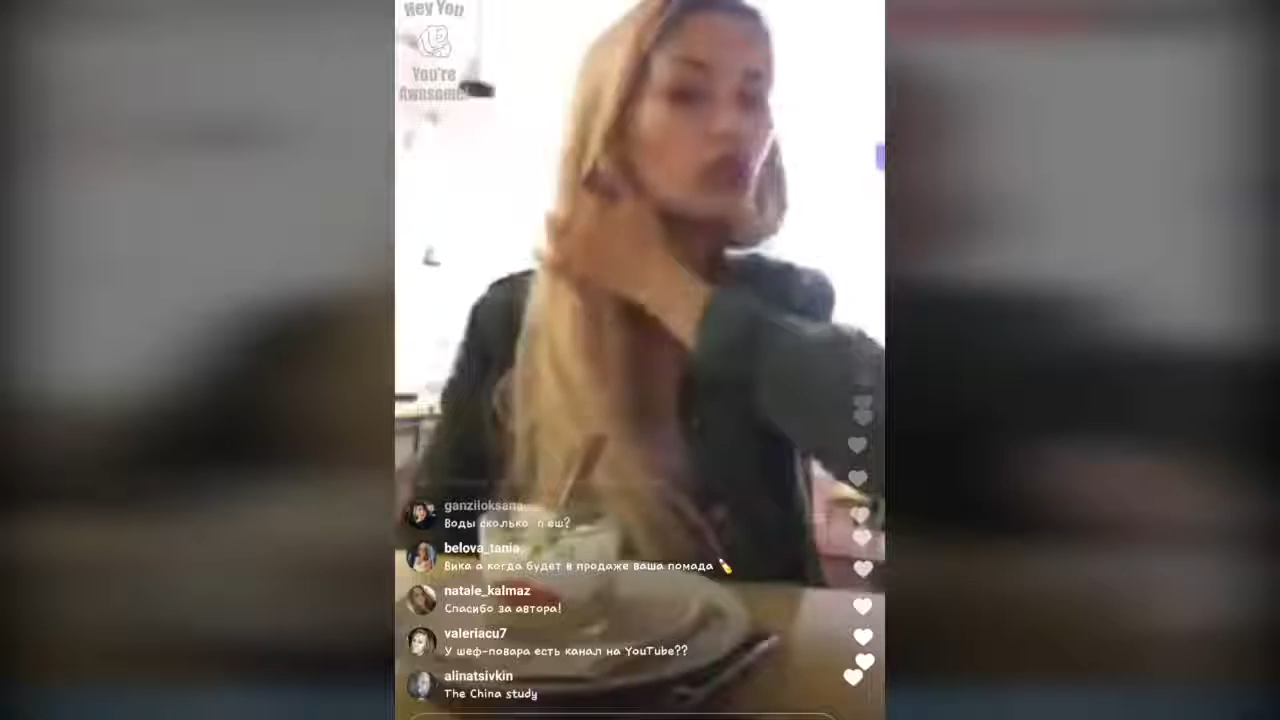 Hey You
You're
Awesome!
ganziloksana
Воды сколько п еш?
belova_tania
Вика а когда будет в продаже ваша помада
natale_kalmaz
Спасибо за автора!
valeriacu7
У шеф-повара есть канал на YouTube??
alinatsivkin
The China study